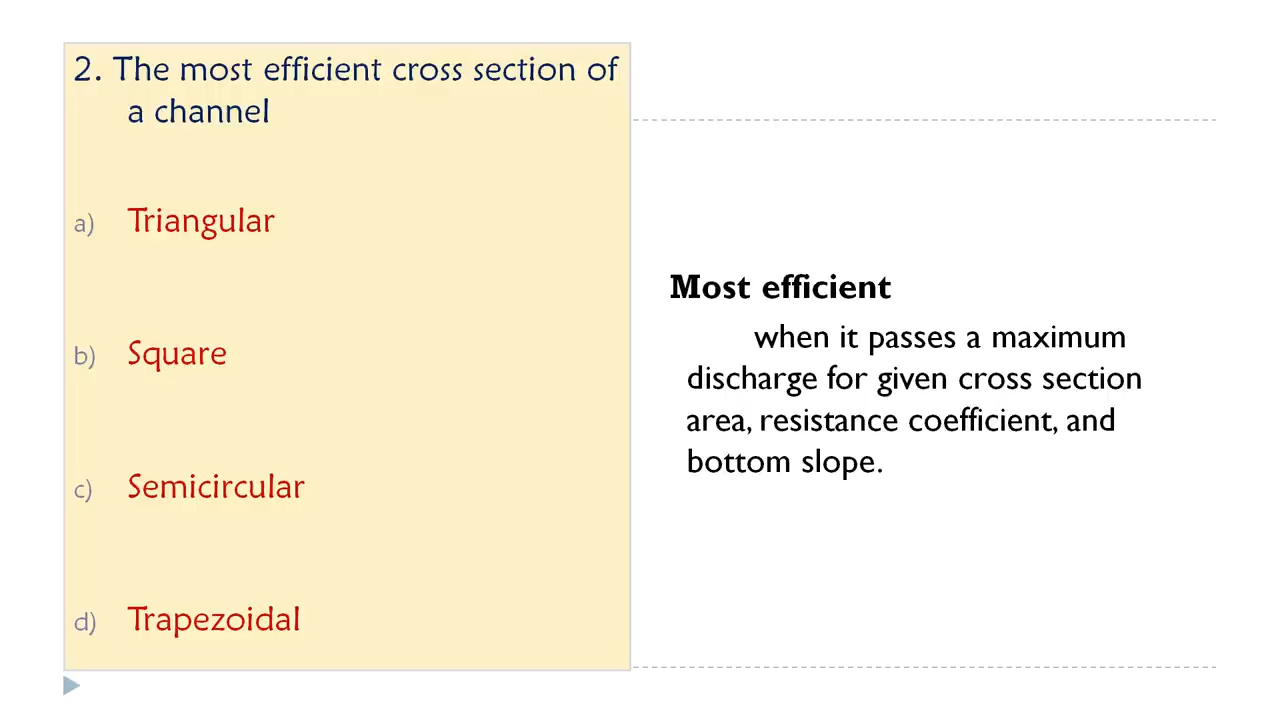 2. The most efficient cross section of
a channel
a) Triangular
b) Square
c) Semicircular
d) Trapezoidal
Most efficient
when it passes a maximum
discharge for given cross section
area, resistance coefficient, and
bottom slope.